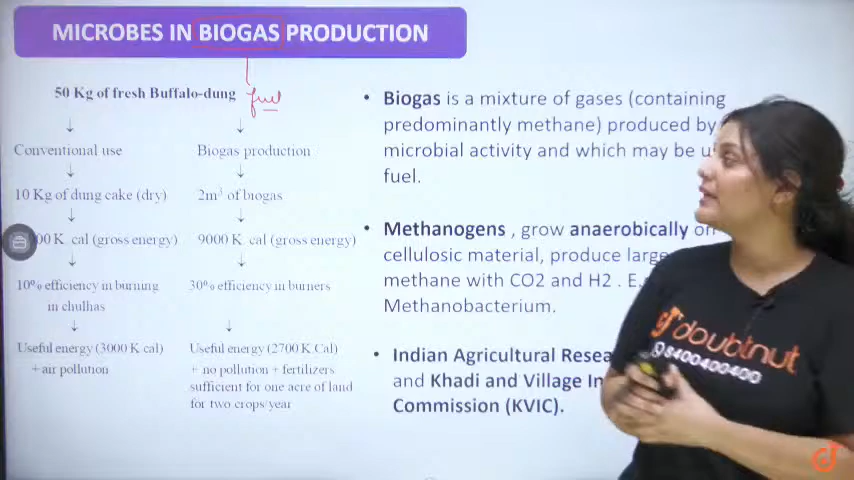 MICROBES IN BIOGAS PRODUCTION
50 Kg of fresh Buffalo-dung
fuel
Conventional use
Biogas production
10 Kg of dung cake (dry)
2m³ of biogas
00 K. cal (gross energy)
9000 K. cal (gross energy)
10% efficiency in burning
in chulhas
30% efficiency in burners
Useful energy (3000 K cal)
+ air pollution
Useful energy (2700 K Cal)
+ no pollution + fertilizers
sufficient for one acre of land
for two crops/year
• Biogas is a mixture of gases (containing
predominantly methane) produced by
microbial activity and which may be
fuel.
• Methanogens , grow anaerobically on
cellulosic material, produce large
methane with CO2 and H2 . E.
Methanobacterium.
• Indian Agricultural
and Khadi and Village
Commission (KVIC).
doubtnut
8400400400